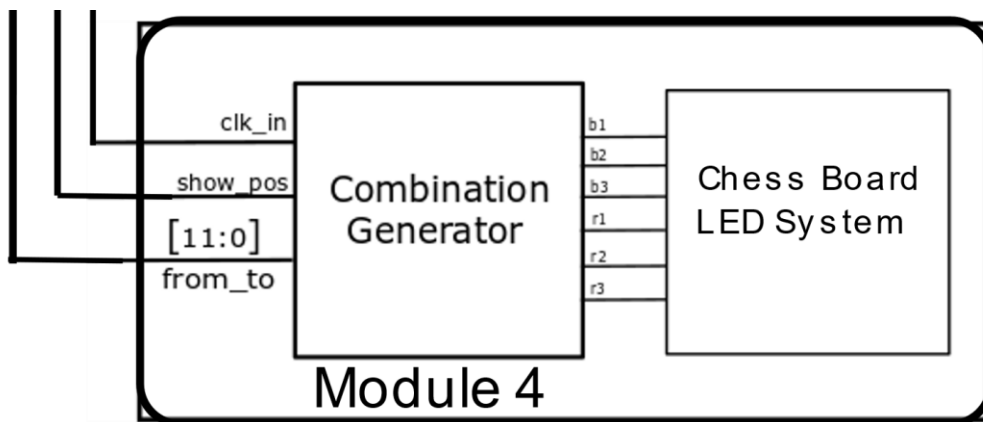 clk_in
show_pos
[11:0]
from_to
Combination
Generator
b1
b2
b3
r1
r2
r3
Chess Board
LED System
Module 4